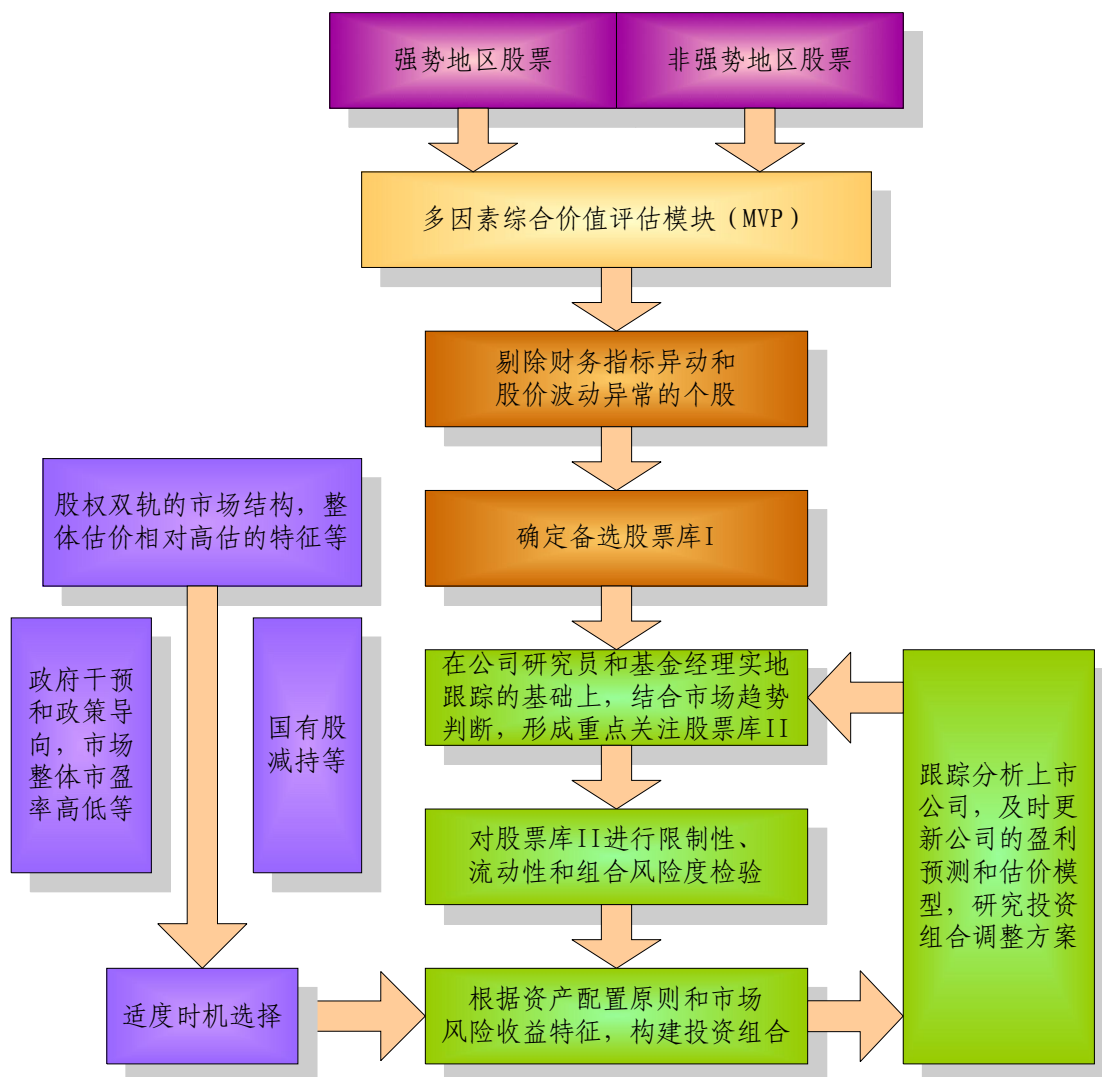 强势地区股票
非强势地区股票
多因素综合价值评估模块（MVP）
剔除财务指标异动和
股价波动异常的个股
股权双轨的市场结构，整
体估价相对高估的特征等
确定备选股票库I
政府干预
和政策导
向，市场
整体市盈
率高低等
国有股
减持等
在公司研究员和基金经理实地
跟踪的基础上，结合市场趋势
判断，形成重点关注股票库II
跟踪分析上市
公司，及时更
新公司的盈利
预测和估价模
型，研究投资
组合调整方案
对股票库II进行限制性、
流动性和组合风险度检验
适度时机选择
根据资产配置原则和市场
风险收益特征，构建投资组合